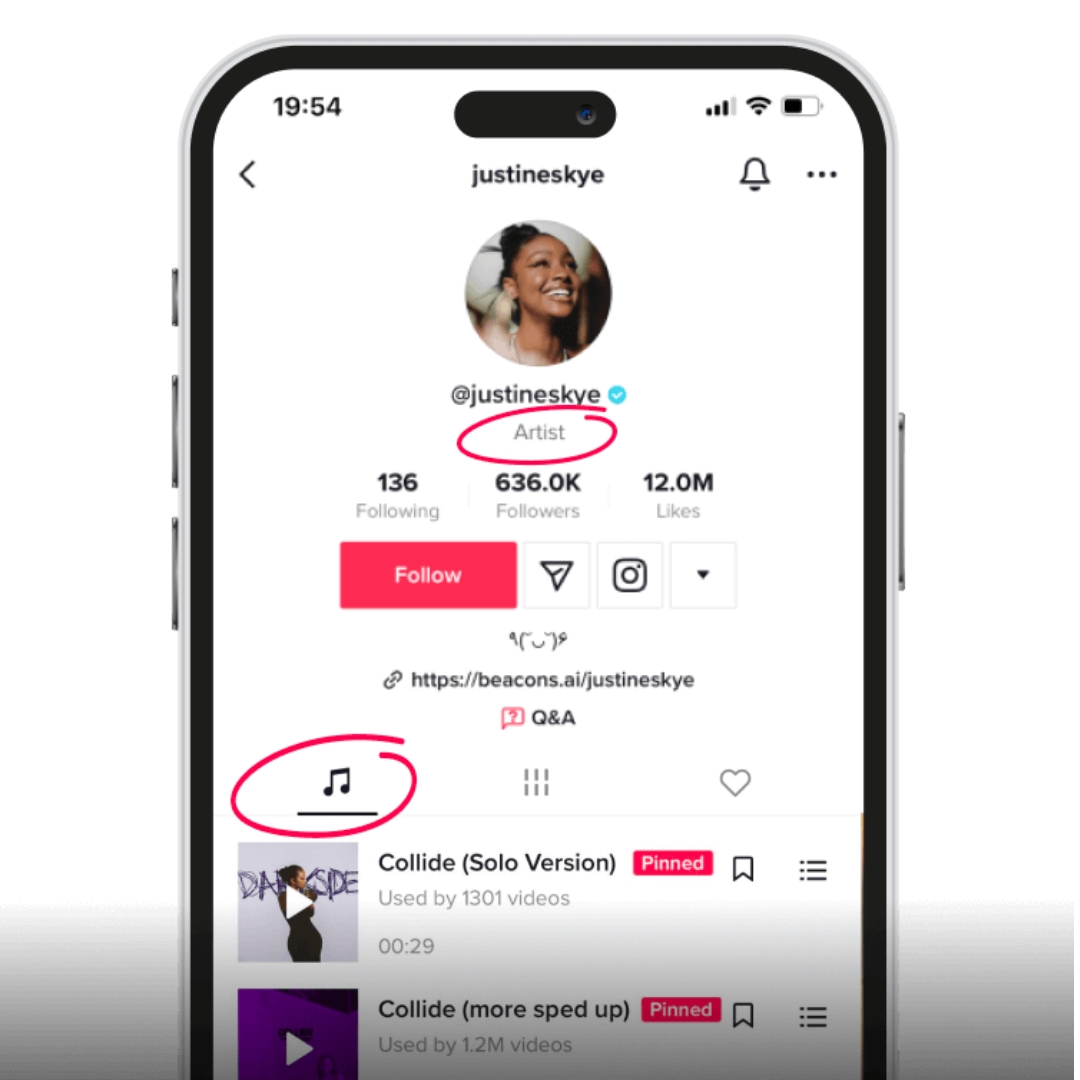 19:54
justineskye
@justineskye
Artist
136 636.0K 12.0M
Following Followers Likes
Follow
٩(˘◡˘)۶
https://beacons.ai/justineskye
Q&A
Collide (Solo Version) Pinned
Used by 1301 videos
00:29
DARKSIDE
Collide (more sped up) Pinned
Used by 1.2M videos